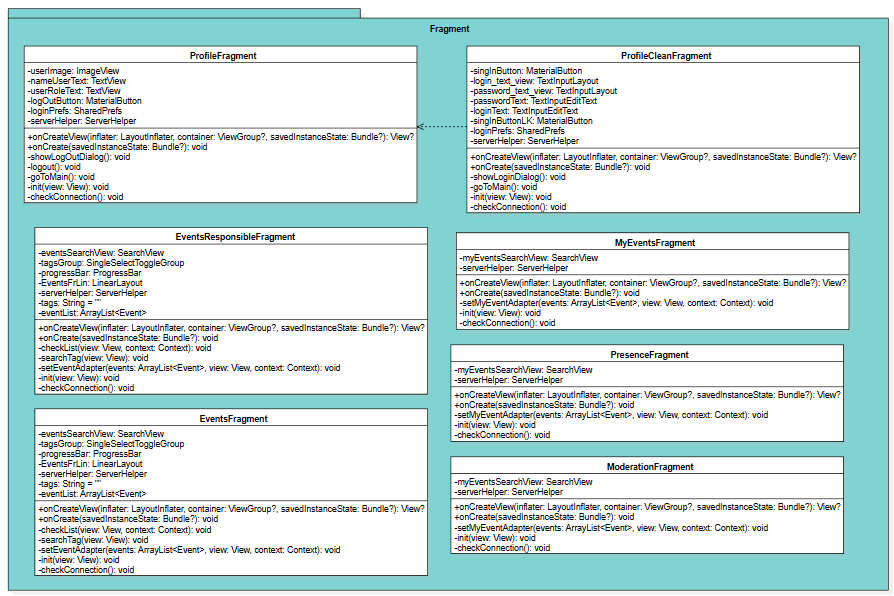 Fragment
ProfileFragment
-userImage: ImageView
-nameUserText: TextView
-userRoleText: TextView
-logOutButton: MaterialButton
-loginPrefs: SharedPrefs
-serverHelper: ServerHelper
+onCreateView(inflater: LayoutInflater, container: ViewGroup?, savedInstanceState: Bundle?): View?
+onCreate(savedInstanceState: Bundle?): void
-showLogOutDialog(): void
-logout(): void
-goToMain(): void
-init(view: View): void
-checkConnection(): void
ProfileCleanFragment
-singInButton: MaterialButton
-login_text_view: TextInputLayout
-password_text_view: TextInputLayout
-passwordText: TextInputEditText
-loginText: TextInputEditText
-singInButtonLK: MaterialButton
-loginPrefs: SharedPrefs
-serverHelper: ServerHelper
+onCreateView(inflater: LayoutInflater, container: ViewGroup?, savedInstanceState: Bundle?): View?
+onCreate(savedInstanceState: Bundle?): void
-showLoginDialog(): void
-goToMain(): void
-init(view: View): void
-checkConnection(): void
EventsResponsibleFragment
-eventsSearchView: SearchView
-tagsGroup: SingleSelectToggleGroup
-progressBar: ProgressBar
-EventsFrLin: LinearLayout
-serverHelper: ServerHelper
-tags: String = ""
-eventList: ArrayList<Event>
+onCreateView(inflater: LayoutInflater, container: ViewGroup?, savedInstanceState: Bundle?): View?
+onCreate(savedInstanceState: Bundle?): void
-checkList(view: View, context: Context): void
-searchTag(view: View): void
-setEventAdapter(events: ArrayList<Event>, view: View, context: Context): void
-init(view: View): void
-checkConnection(): void
MyEventsFragment
-myEventsSearchView: SearchView
-serverHelper: ServerHelper
+onCreateView(inflater: LayoutInflater, container: ViewGroup?, savedInstanceState: Bundle?): View?
+onCreate(savedInstanceState: Bundle?): void
-setMyEventAdapter(events: ArrayList<Event>, view: View, context: Context): void
-init(view: View): void
-checkConnection(): void
PresenceFragment
-myEventsSearchView: SearchView
-serverHelper: ServerHelper
+onCreateView(inflater: LayoutInflater, container: ViewGroup?, savedInstanceState: Bundle?): View?
+onCreate(savedInstanceState: Bundle?): void
-setMyEventAdapter(events: ArrayList<Event>, view: View, context: Context): void
-init(view: View): void
-checkConnection(): void
EventsFragment
-eventsSearchView: SearchView
-tagsGroup: SingleSelectToggleGroup
-progressBar: ProgressBar
-EventsFrLin: LinearLayout
-serverHelper: ServerHelper
-tags: String = ""
-eventList: ArrayList<Event>
+onCreateView(inflater: LayoutInflater, container: ViewGroup?, savedInstanceState: Bundle?): View?
+onCreate(savedInstanceState: Bundle?): void
-checkList(view: View, context: Context): void
-searchTag(view: View): void
-setEventAdapter(events: ArrayList<Event>, view: View, context: Context): void
-init(view: View): void
-checkConnection(): void
ModerationFragment
-myEventsSearchView: SearchView
-serverHelper: ServerHelper
+onCreateView(inflater: LayoutInflater, container: ViewGroup?, savedInstanceState: Bundle?): View?
+onCreate(savedInstanceState: Bundle?): void
-setMyEventAdapter(events: ArrayList<Event>, view: View, context: Context): void
-init(view: View): void
-checkConnection(): void